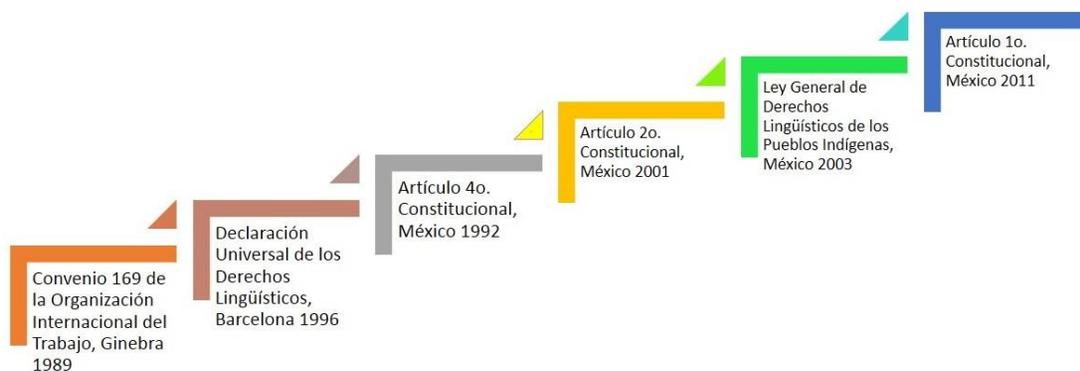 Convenio 169 de
la Organización
Internacional del
Trabajo, Ginebra
1989
Declaración
Universal de los
Derechos
Lingüísticos,
Barcelona 1996
Artículo 4o.
Constitucional,
México 1992
Artículo 2o.
Constitucional,
México 2001
Ley General de
Derechos
Lingüísticos de los
Pueblos Indígenas,
México 2003
Artículo 1o.
Constitucional,
México 2011